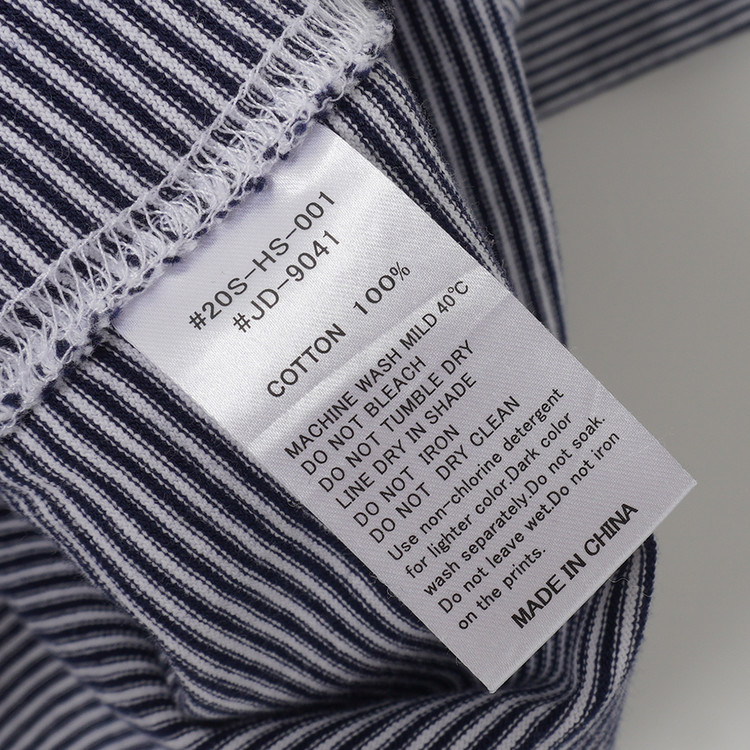 #20S-HS-001
#JD-9041
COTTON 100%
MACHINE WASH MILD 40℃
DO NOT BLEACH
DO NOT TUMBLE DRY
LINE DRY IN SHADE
DO NOT IRON
DO NOT DRY CLEAN
Use non-chlorine detergent
for lighter color.Dark color
wash separately.Do not soak.
Do not leave wet.Do not iron
on the prints.
MADE IN CHINA